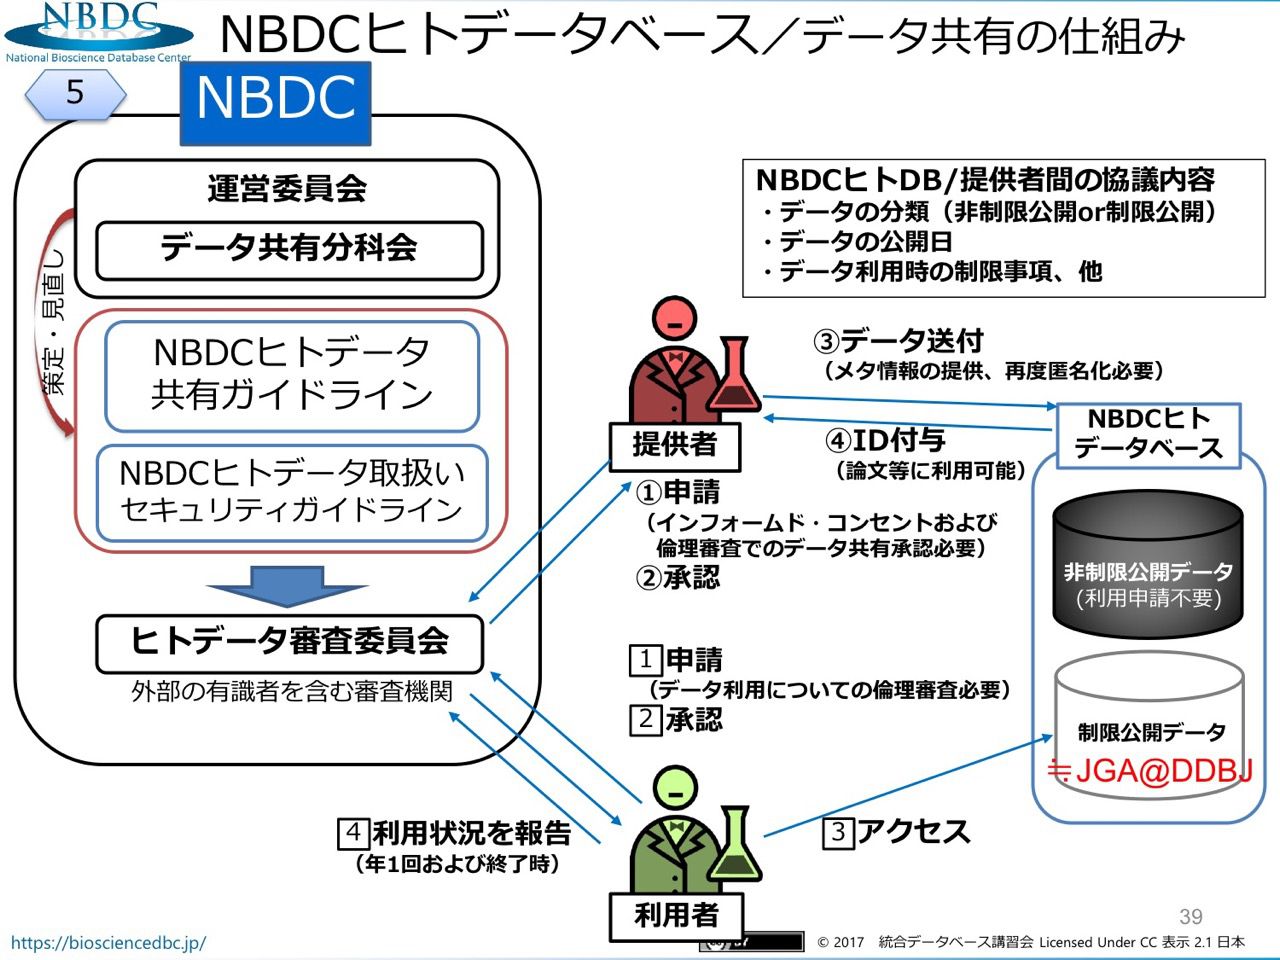 NBDC
National Bioscience Database Center
NBDCヒトデータベース／データ共有の仕組み
5
NBDC
運営委員会
データ共有分科会
策定・見直し
NBDCヒトデータ
共有ガイドライン
NBDCヒトデータ取扱い
セキュリティガイドライン
ヒトデータ審査委員会
外部の有識者を含む審査機関
NBDCヒトDB/提供者間の協議内容
・データの分類（非制限公開or制限公開）
・データの公開日
・データ利用時の制限事項、他
③データ送付
（メタ情報の提供、再度匿名化必要）
④ID付与
（論文等に利用可能）
提供者
①申請
（インフォームド・コンセントおよび
倫理審査でのデータ共有承認必要）
②承認
NBDCヒト
データベース
非制限公開データ
(利用申請不要)
制限公開データ
≒JGA@DDBJ
1 申請
（データ利用についての倫理審査必要）
2 承認
3 アクセス
4 利用状況を報告
（年1回および終了時）
利用者
39
https://biosciencedbc.jp/
BY
© 2017 統合データベース講習会 Licensed Under CC 表示 2.1 日本